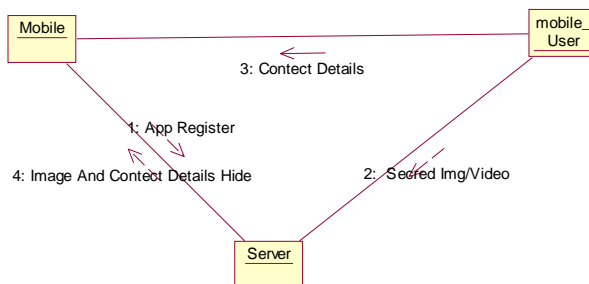 Mobile
mobile_
User
3: Contect Details
1: App Register
4: Image And Contect Details Hide
2: Secred Img/Video
Server